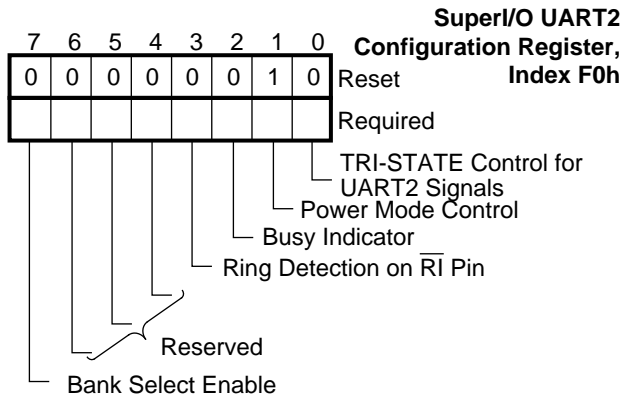 SuperI/O UART2
Configuration Register,
Index F0h
7 6 5 4 3 2 1 0
0 0 0 0 0 0 1 0 Reset
Required
TRI-STATE Control for
UART2 Signals
Power Mode Control
Busy Indicator
Ring Detection on R̅I̅ Pin
Reserved
Bank Select Enable